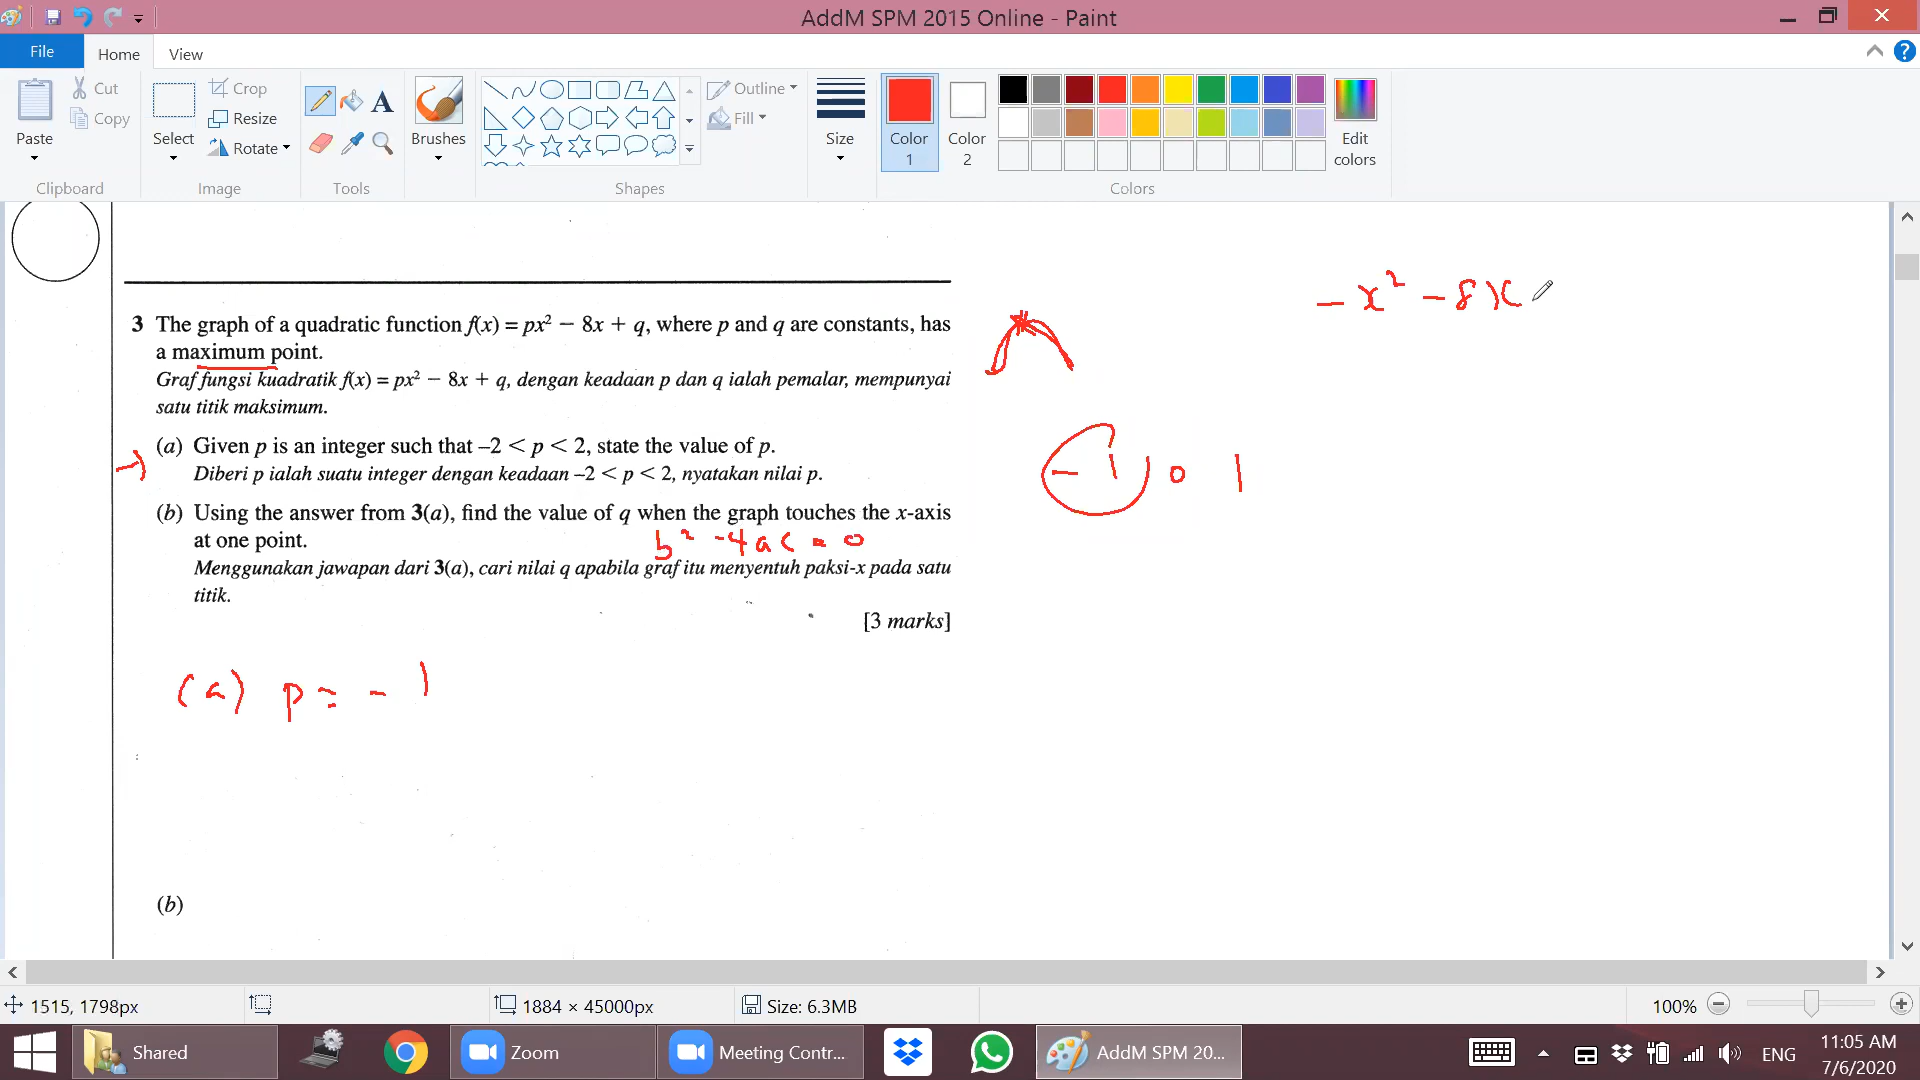 AddM SPM 2015 Online - Paint
File Home View
Paste
Cut
Copy
Clipboard
Select
Crop
Resize
Rotate
Image
A
Tools
Brushes
Shapes
Outline
Fill
Size
Color 1
Color 2
Edit colors
Colors
3 The graph of a quadratic function f(x) = px² − 8x + q, where p and q are constants, has
a maximum point.
Graf fungsi kuadratik f(x) = px² − 8x + q, dengan keadaan p dan q ialah pemalar, mempunyai
satu titik maksimum.
(a) Given p is an integer such that –2 < p < 2, state the value of p.
Diberi p ialah suatu integer dengan keadaan –2 < p < 2, nyatakan nilai p.
(b) Using the answer from 3(a), find the value of q when the graph touches the x-axis
at one point.
b² - 4ac = 0
Menggunakan jawapan dari 3(a), cari nilai q apabila graf itu menyentuh paksi-x pada satu
titik.
[3 marks]
- x² - 8x
- 1 0 1
(a) p = - 1
(b)
1515, 1798px
1884 × 45000px
Size: 6.3MB
100%
Shared
Zoom
Meeting Contr...
AddM SPM 20...
ENG
11:05 AM
7/6/2020